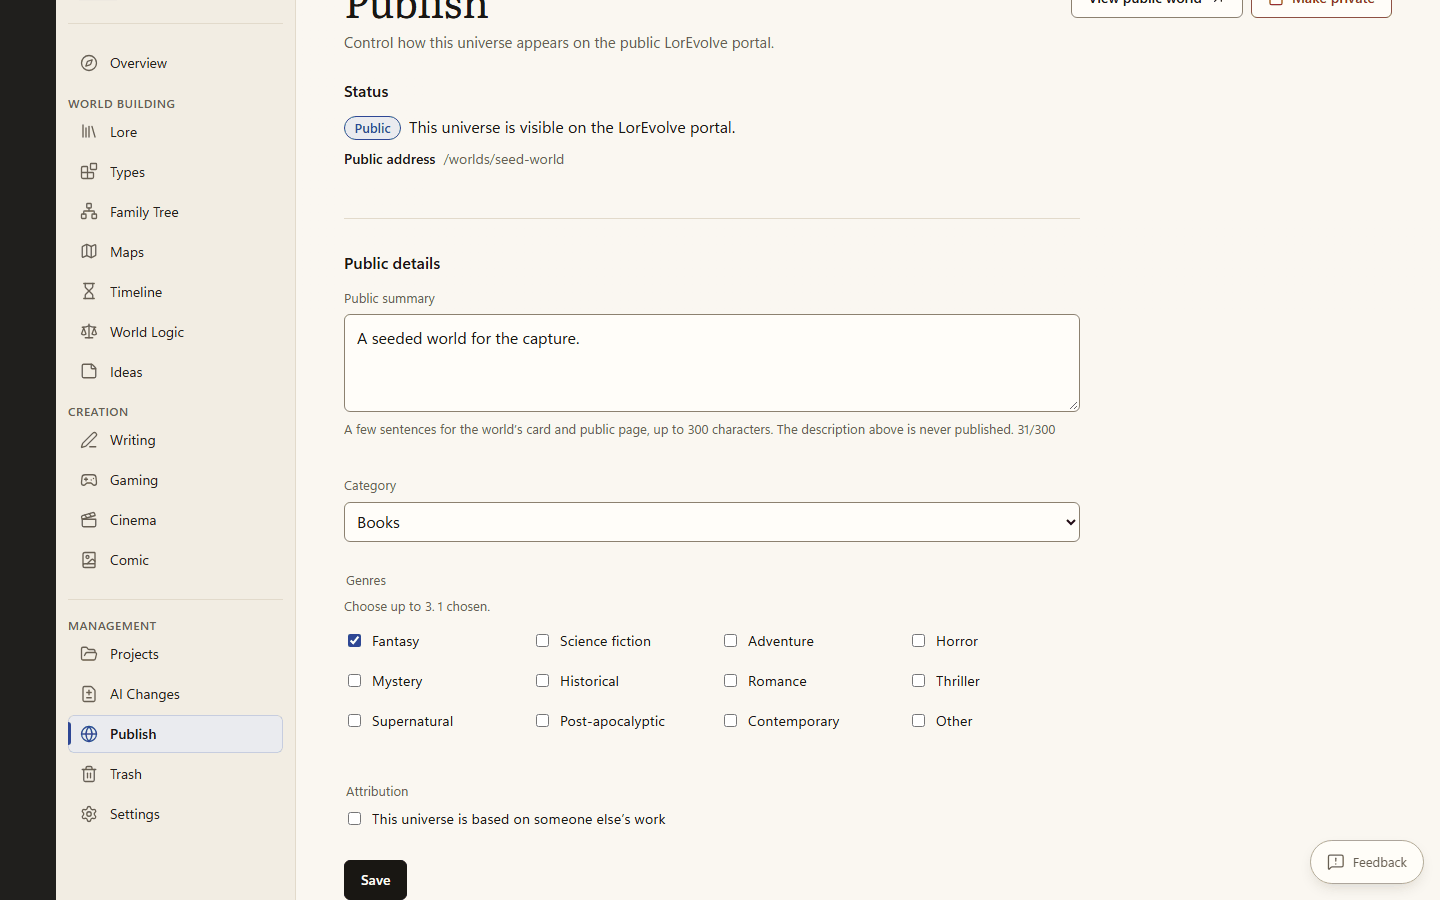 Publish
View public world
Make private
Control how this universe appears on the public LorEvolve portal.
Overview
WORLD BUILDING
Lore
Types
Family Tree
Maps
Timeline
World Logic
Ideas
CREATION
Writing
Gaming
Cinema
Comic
MANAGEMENT
Projects
AI Changes
Publish
Trash
Settings
Status
Public This universe is visible on the LorEvolve portal.
Public address /worlds/seed-world
Public details
Public summary
A seeded world for the capture.
A few sentences for the world's card and public page, up to 300 characters. The description above is never published. 31/300
Category
Books
Genres
Choose up to 3. 1 chosen.
Fantasy Science fiction Adventure Horror
Mystery Historical Romance Thriller
Supernatural Post-apocalyptic Contemporary Other
Attribution
This universe is based on someone else's work
Save
Feedback